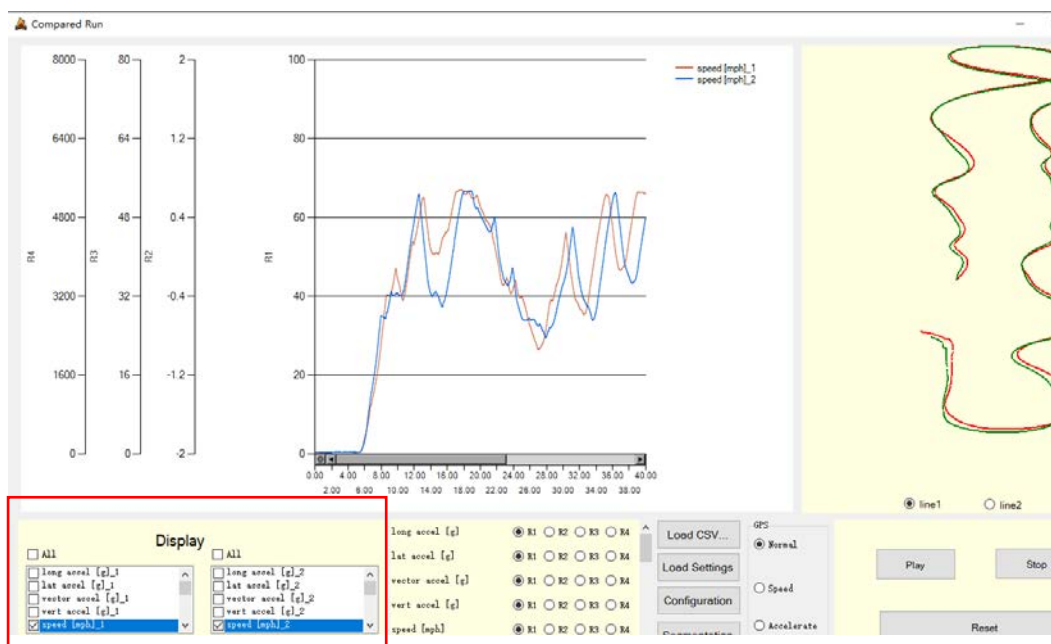 Compared Run
speed [mph]_1
speed [mph]_2
8000 80 2 100
6400 64 1.2 80
4800 48 0.4 60
R4 R3 R2 R1
3200 32 -0.4 40
1600 16 -1.2 20
0 0 -2 0
0.00 4.00 8.00 12.00 16.00 20.00 24.00 28.00 32.00 36.00 40.00
2.00 6.00 10.00 14.00 18.00 22.00 26.00 30.00 34.00 38.00
line1 line2
Display
All All
long accel [g]_1 long accel [g]_2
lat accel [g]_1 lat accel [g]_2
vector accel [g]_1 vector accel [g]_2
vert accel [g]_1 vert accel [g]_2
speed [mph]_1 speed [mph]_2
long accel [g] R1 R2 R3 R4
lat accel [g] R1 R2 R3 R4
vector accel [g] R1 R2 R3 R4
vert accel [g] R1 R2 R3 R4
speed [mph] R1 R2 R3 R4
Load CSV...
Load Settings
Configuration
Segmentation
GPS
Normal
Speed
Accelerate
Play Stop
Reset